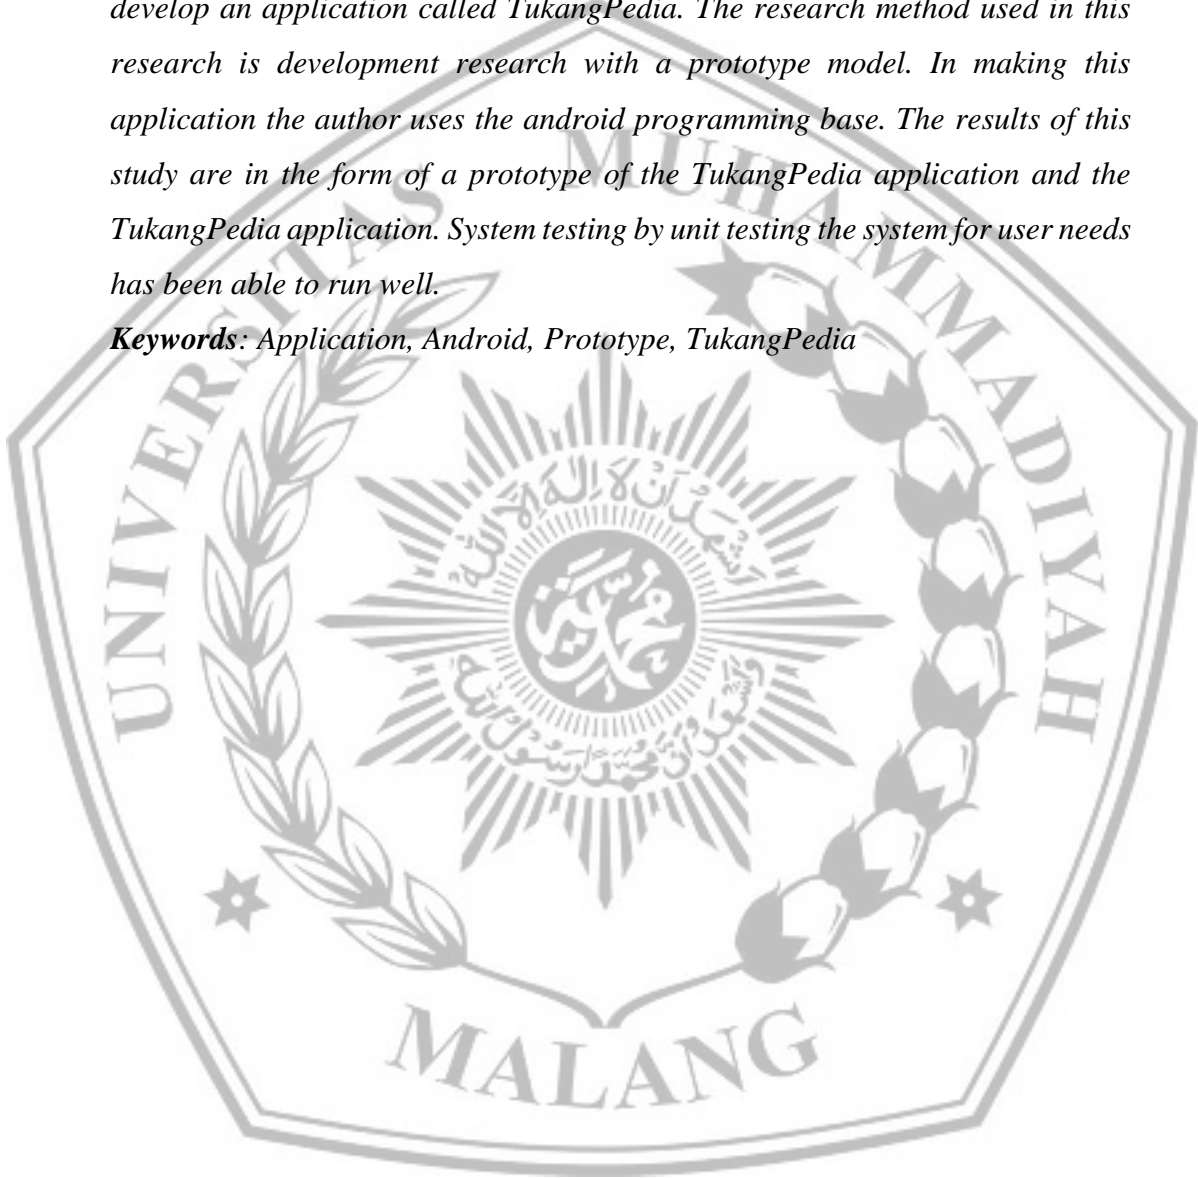 develop an application called TukangPedia. The research method used in this
research is development research with a prototype model. In making this
application the author uses the android programming base. The results of this
study are in the form of a prototype of the TukangPedia application and the
TukangPedia application. System testing by unit testing the system for user needs
has been able to run well.
Keywords: Application, Android, Prototype, TukangPedia
UNIVERSITAS MUHAMMADIYAH
MALANG